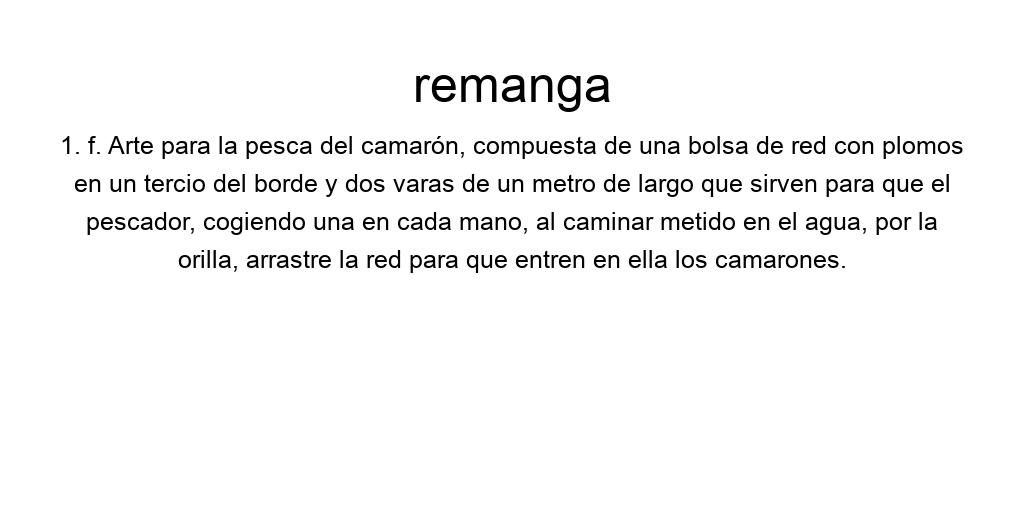 remanga
1. f. Arte para la pesca del camarón, compuesta de una bolsa de red con plomos
en un tercio del borde y dos varas de un metro de largo que sirven para que el
pescador, cogiendo una en cada mano, al caminar metido en el agua, por la
orilla, arrastre la red para que entren en ella los camarones.